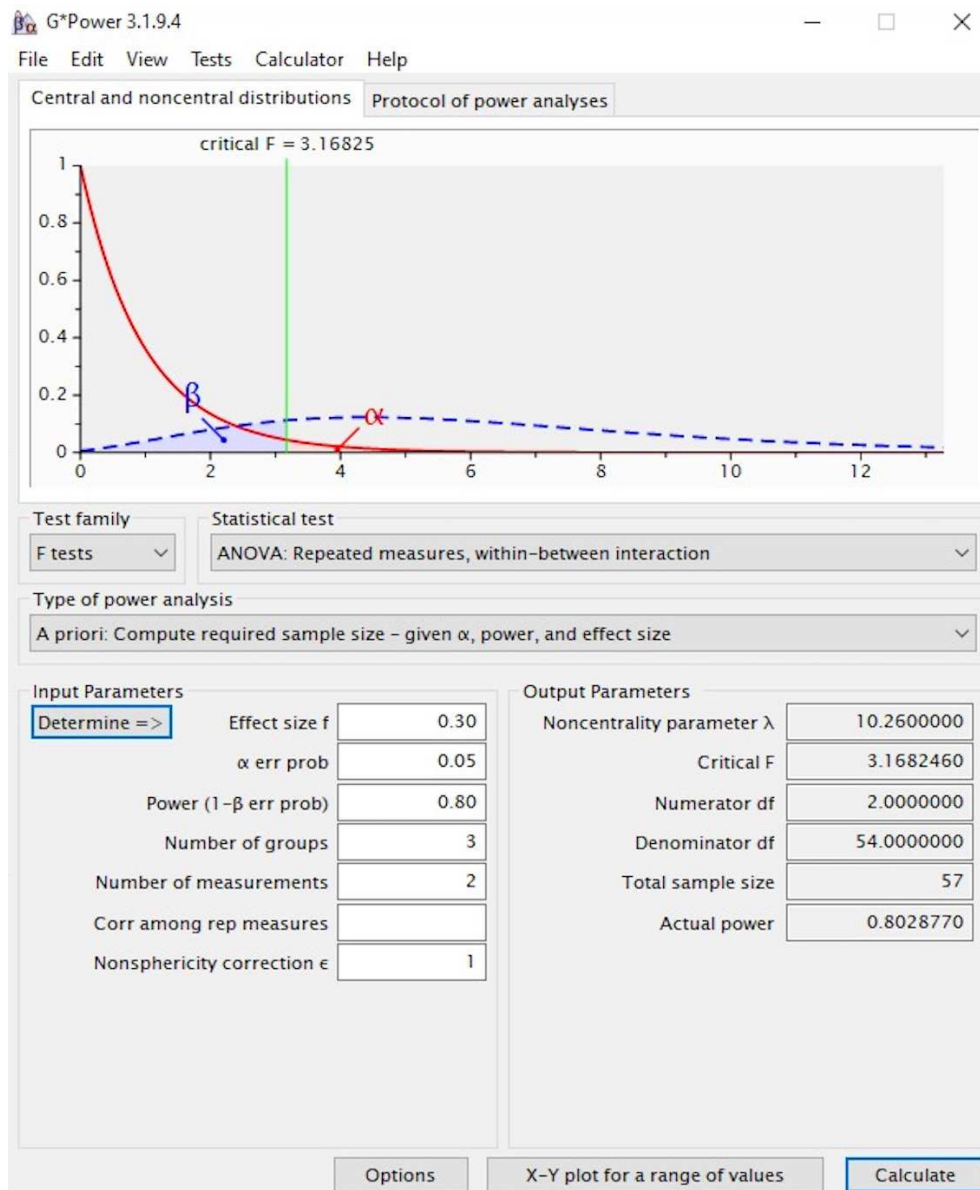 G*Power 3.1.9.4
File Edit View Tests Calculator Help
Central and noncentral distributions Protocol of power analyses
critical F = 3.16825
1
0.8
0.6
0.4
0.2
0
β
α
0 2 4 6 8 10 12
Test family Statistical test
F tests ANOVA: Repeated measures, within-between interaction
Type of power analysis
A priori: Compute required sample size - given α, power, and effect size
Input Parameters Output Parameters
Determine => Effect size f 0.30 Noncentrality parameter λ 10.2600000
α err prob 0.05 Critical F 3.1682460
Power (1-β err prob) 0.80 Numerator df 2.0000000
Number of groups 3 Denominator df 54.0000000
Number of measurements 2 Total sample size 57
Corr among rep measures Actual power 0.8028770
Nonsphericity correction ϵ 1
Options X-Y plot for a range of values Calculate